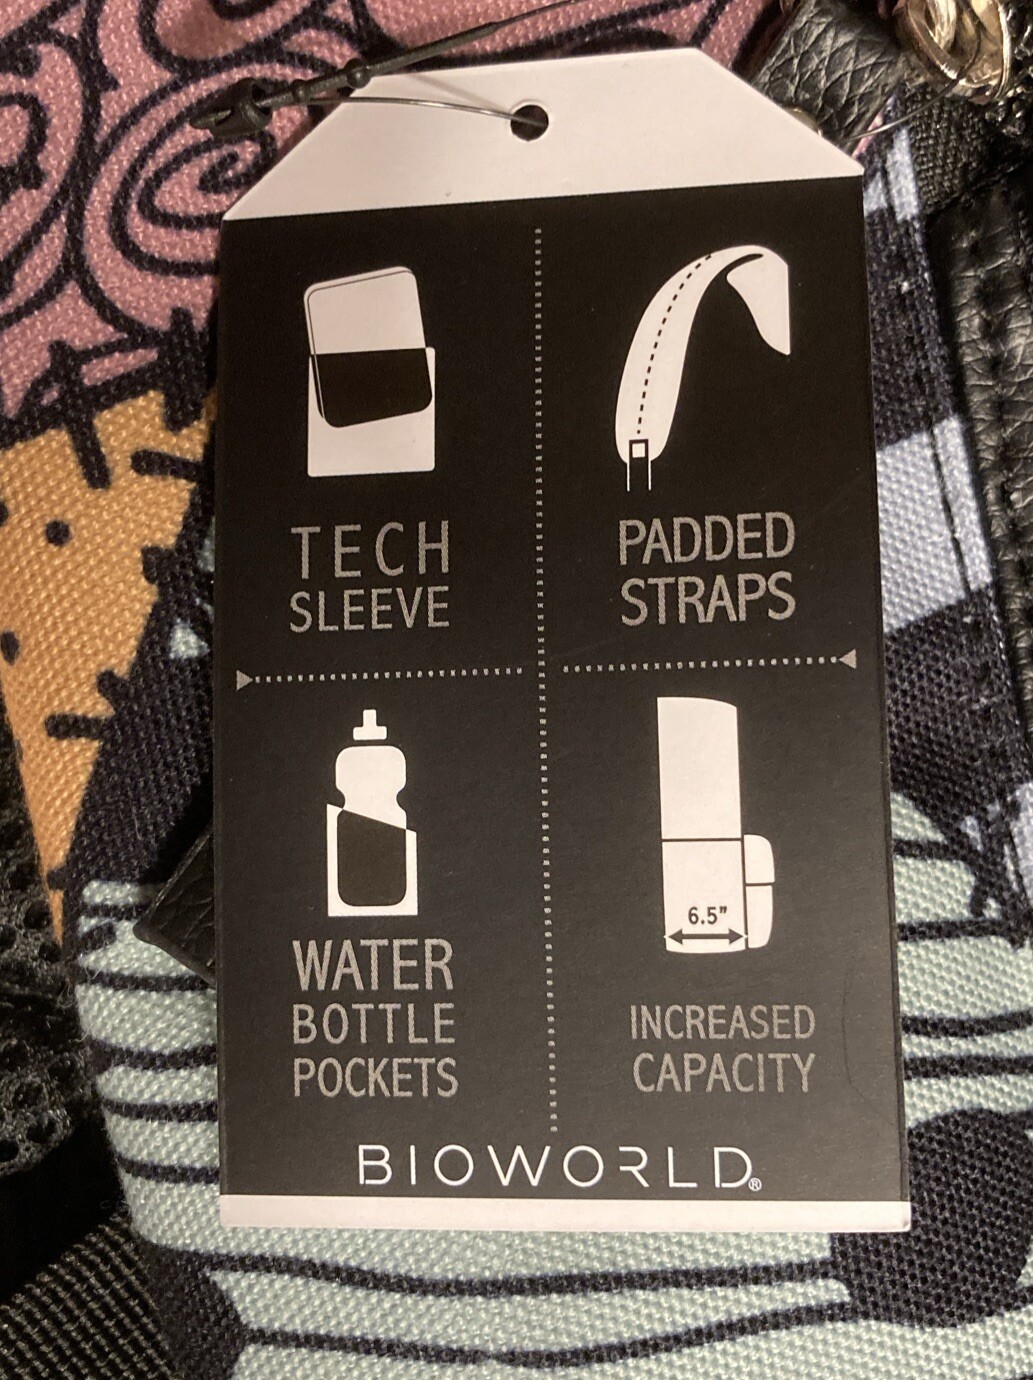 TECH
SLEEVE
PADDED
STRAPS
WATER
BOTTLE
POCKETS
6.5"
INCREASED
CAPACITY
BIOWORLD®